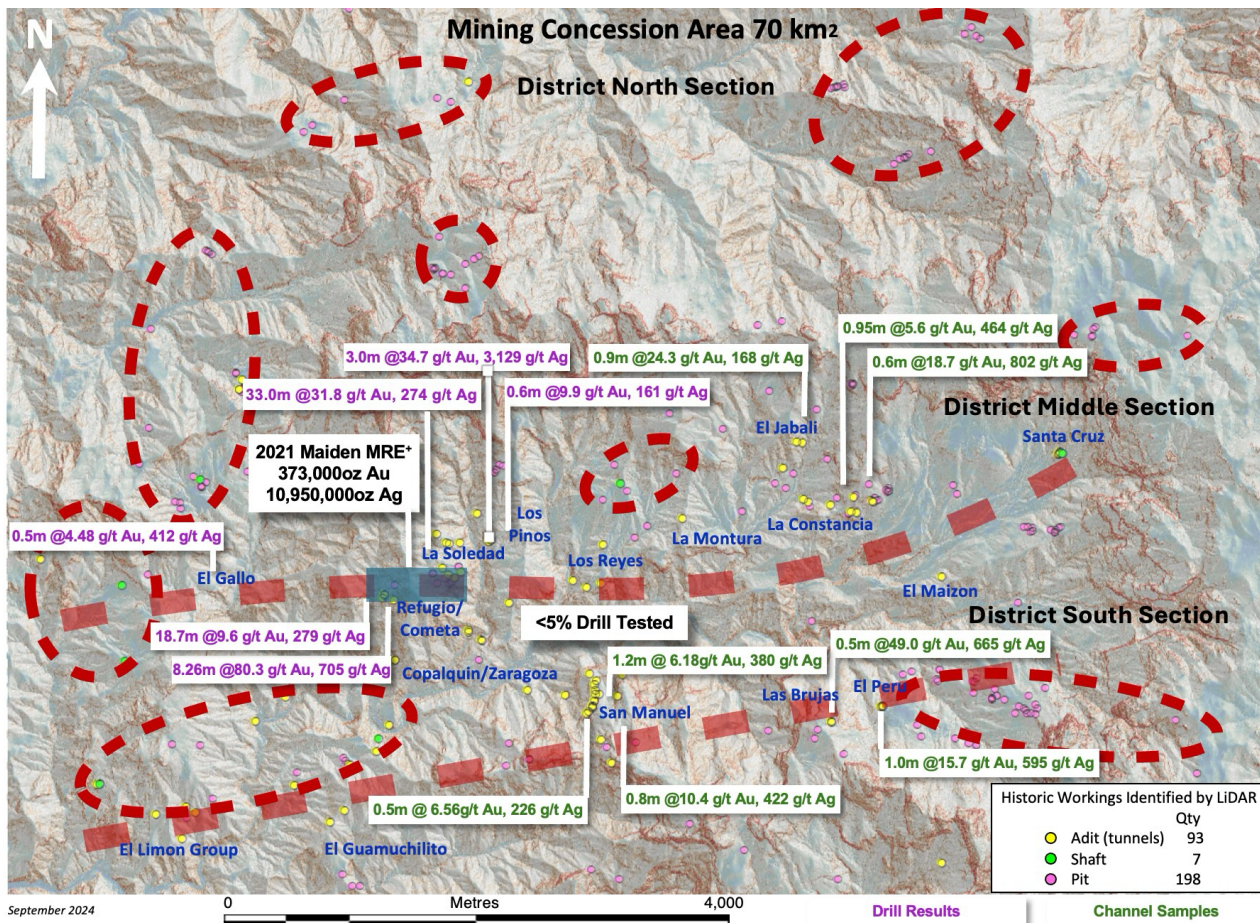 Mining Concession Area 70 km2
N
District North Section
0.95m @5.6 g/t Au, 464 g/t Ag
3.0m @34.7 g/t Au, 3,129 g/t Ag
0.9m @24.3 g/t Au, 168 g/t Ag
0.6m @18.7 g/t Au, 802 g/t Ag
33.0m @31.8 g/t Au, 274 g/t Ag
0.6m @9.9 g/t Au, 161 g/t Ag
District Middle Section
El Jabali
Santa Cruz
2021 Maiden MRE+
373,000oz Au
10,950,000oz Ag
Los
Pinos
La Constancia
0.5m @4.48 g/t Au, 412 g/t Ag
La Montura
La Soledad
Los Reyes
El Gallo
El Maizon
Refugio/
Cometa
<5% Drill Tested
District South Section
18.7m @9.6 g/t Au, 279 g/t Ag
0.5m @49.0 g/t Au, 665 g/t Ag
8.26m @80.3 g/t Au, 705 g/t Ag
Copalquin/Zaragoza
1.2m @ 6.18g/t Au, 380 g/t Ag
Las Brujas
El Peru
San Manuel
1.0m @15.7 g/t Au, 595 g/t Ag
0.5m @ 6.56g/t Au, 226 g/t Ag
0.8m @10.4 g/t Au, 422 g/t Ag
El Limon Group
El Guamuchilito
Historic Workings Identified by LiDAR
Qty
Adit (tunnels) 93
Shaft 7
Pit 198
September 2024
0 Metres 4,000
Drill Results
Channel Samples